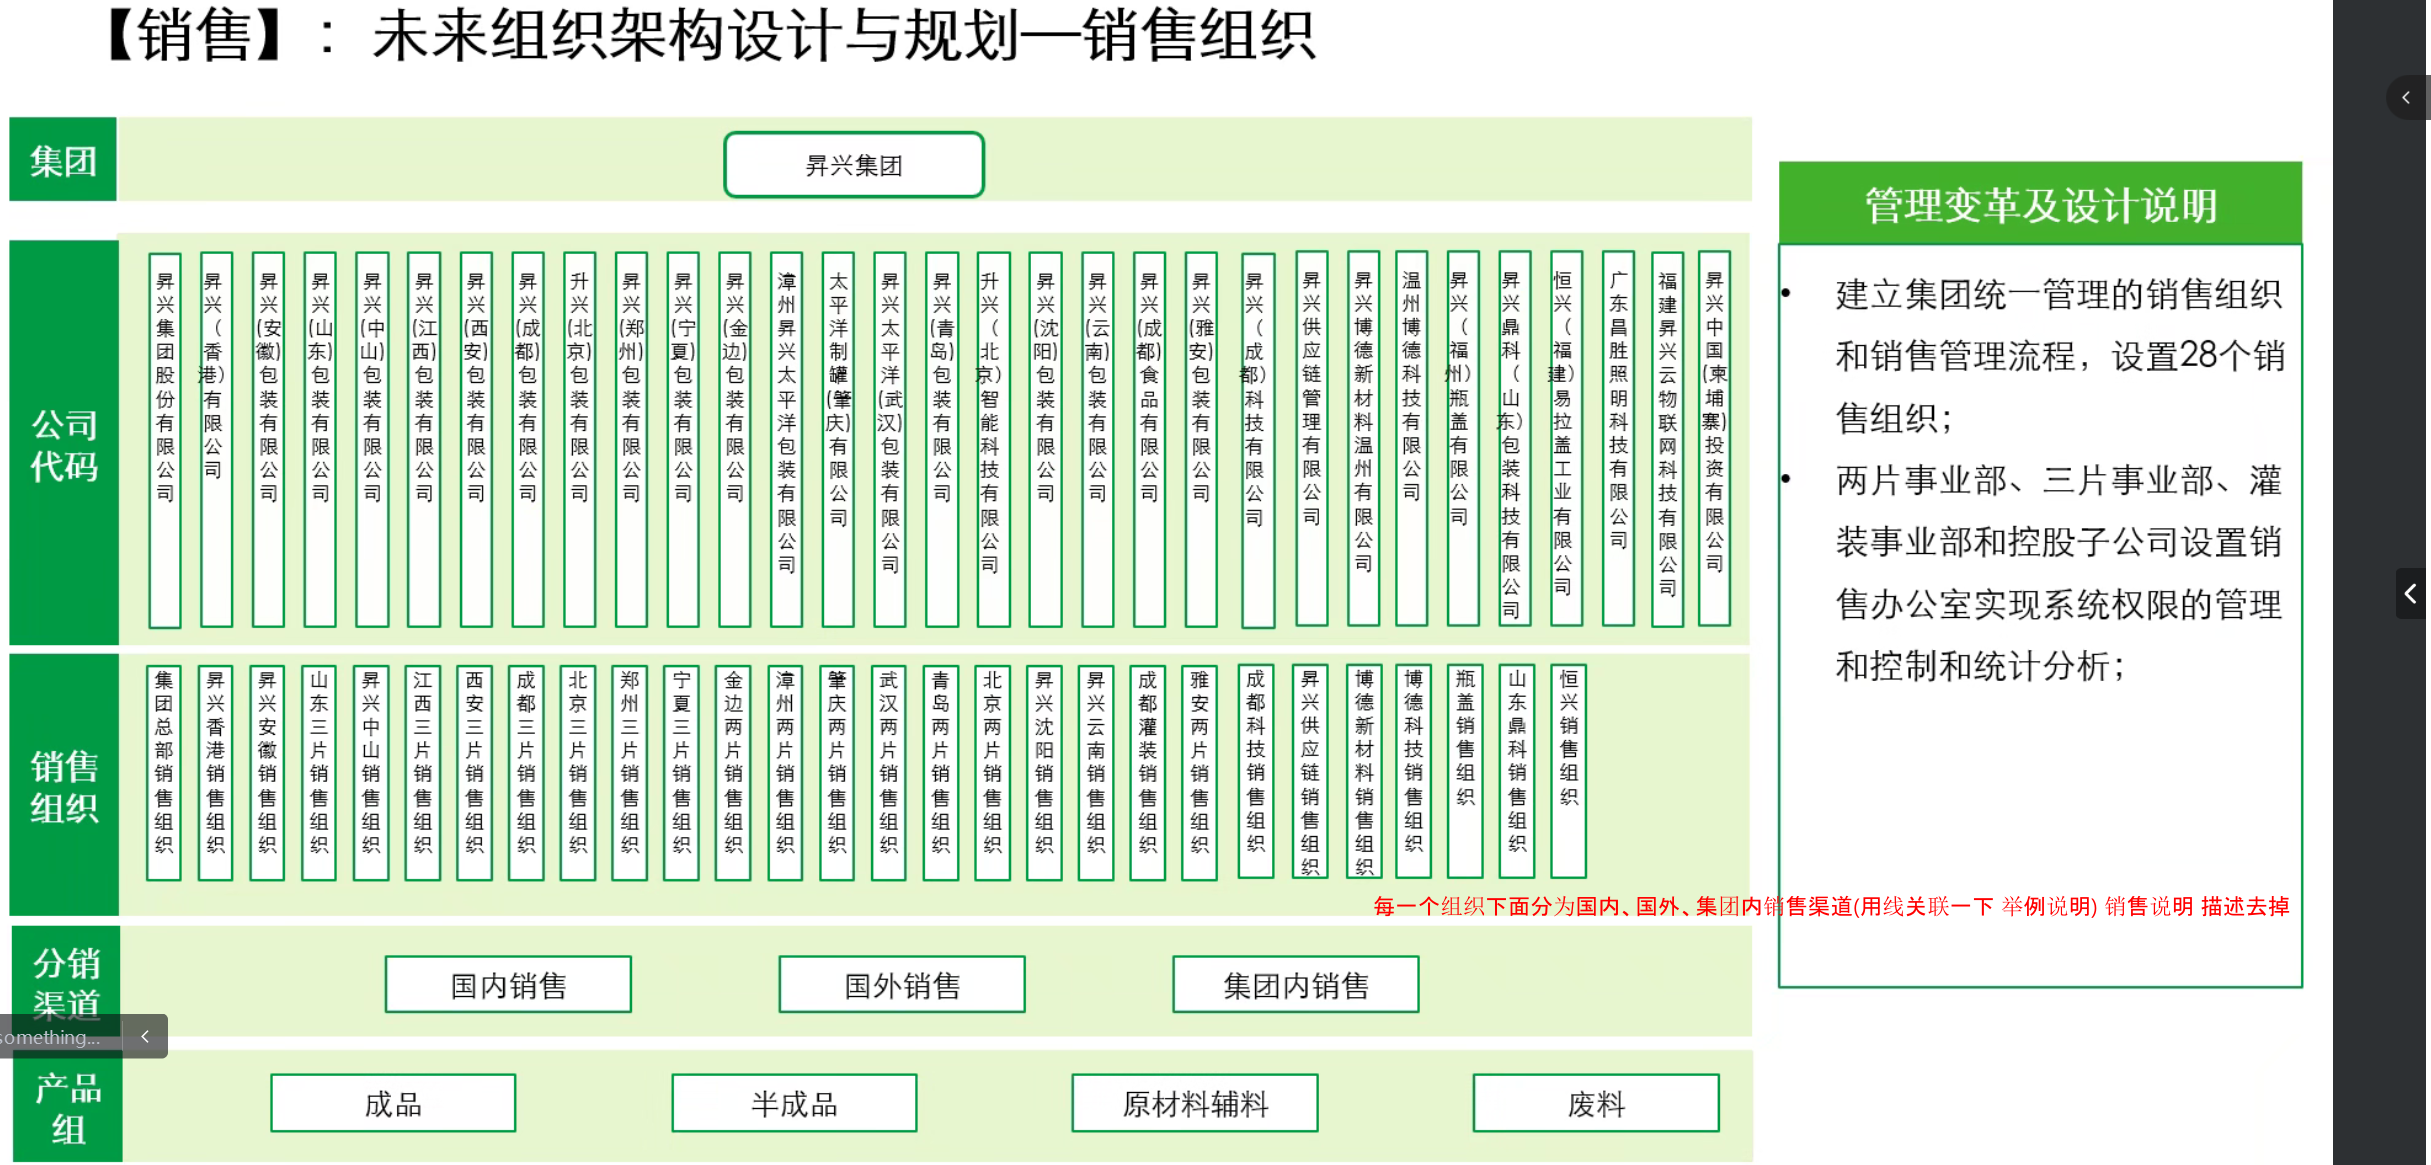 【销售】：未来组织架构设计与规划—销售组织
集团
昇兴集团
公司
代码
昇兴集团股份有限公司
昇兴（香港）有限公司
昇兴(安徽)包装有限公司
昇兴(山东)包装有限公司
昇兴(中山)包装有限公司
昇兴(江西)包装有限公司
昇兴(西安)包装有限公司
昇兴(成都)包装有限公司
升兴(北京)包装有限公司
昇兴(郑州)包装有限公司
昇兴(宁夏)包装有限公司
昇兴(金边)包装有限公司
漳州昇兴太平洋包装有限公司
太平洋制罐(肇庆)有限公司
昇兴太平洋(武汉)包装有限公司
昇兴(青岛)包装有限公司
升兴（北京）智能科技有限公司
昇兴(沈阳)包装有限公司
昇兴(云南)包装有限公司
昇兴(成都)食品有限公司
昇兴(雅安)包装有限公司
昇兴（成都）科技有限公司
昇兴供应链管理有限公司
昇兴博德新材料温州有限公司
温州博德科技有限公司
昇兴（福州）瓶盖有限公司
昇兴鼎科（山东）包装科技有限公司
恒兴（福建）易拉盖工业有限公司
广东昌胜照明科技有限公司
福建昇兴云物联网科技有限公司
昇兴中国(柬埔寨)投资有限公司
销售
组织
集团总部销售组织
昇兴香港销售组织
昇兴安徽销售组织
山东三片销售组织
昇兴中山销售组织
江西三片销售组织
西安三片销售组织
成都三片销售组织
北京三片销售组织
郑州三片销售组织
宁夏三片销售组织
金边两片销售组织
漳州两片销售组织
肇庆两片销售组织
武汉两片销售组织
青岛两片销售组织
北京两片销售组织
昇兴沈阳销售组织
昇兴云南销售组织
成都灌装销售组织
雅安两片销售组织
成都科技销售组织
昇兴供应链销售组织
博德新材料销售组织
博德科技销售组织
瓶盖销售组织
山东鼎科销售组织
恒兴销售组织
每一个组织下面分为国内、国外、集团内销售渠道(用线关联一下 举例说明) 销售说明 描述去掉
分销
渠道
国内销售
国外销售
集团内销售
something...
产品
组
成品
半成品
原材料辅料
废料
管理变革及设计说明
• 建立集团统一管理的销售组织
和销售管理流程，设置28个销
售组织；
• 两片事业部、三片事业部、灌
装事业部和控股子公司设置销
售办公室实现系统权限的管理
和控制和统计分析；